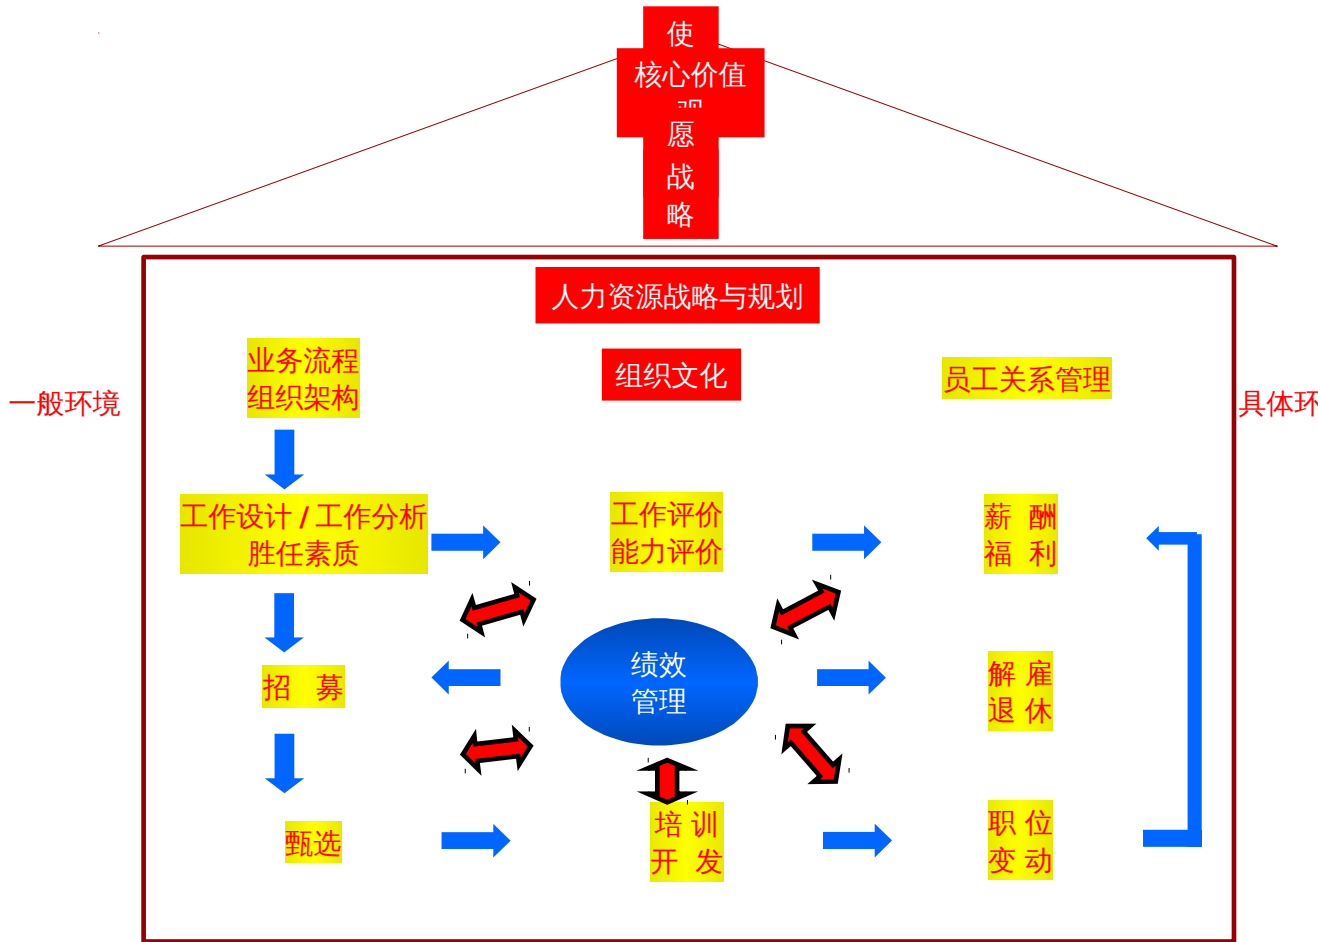 使
核心价值
愿
战
略
人力资源战略与规划
业务流程
组织架构
组织文化
员工关系管理
一般环境
具体环
工作设计 / 工作分析
胜任素质
工作评价
能力评价
薪 酬
福 利
绩效
管理
招 募
解 雇
退 休
甄选
培 训
开 发
职 位
变 动